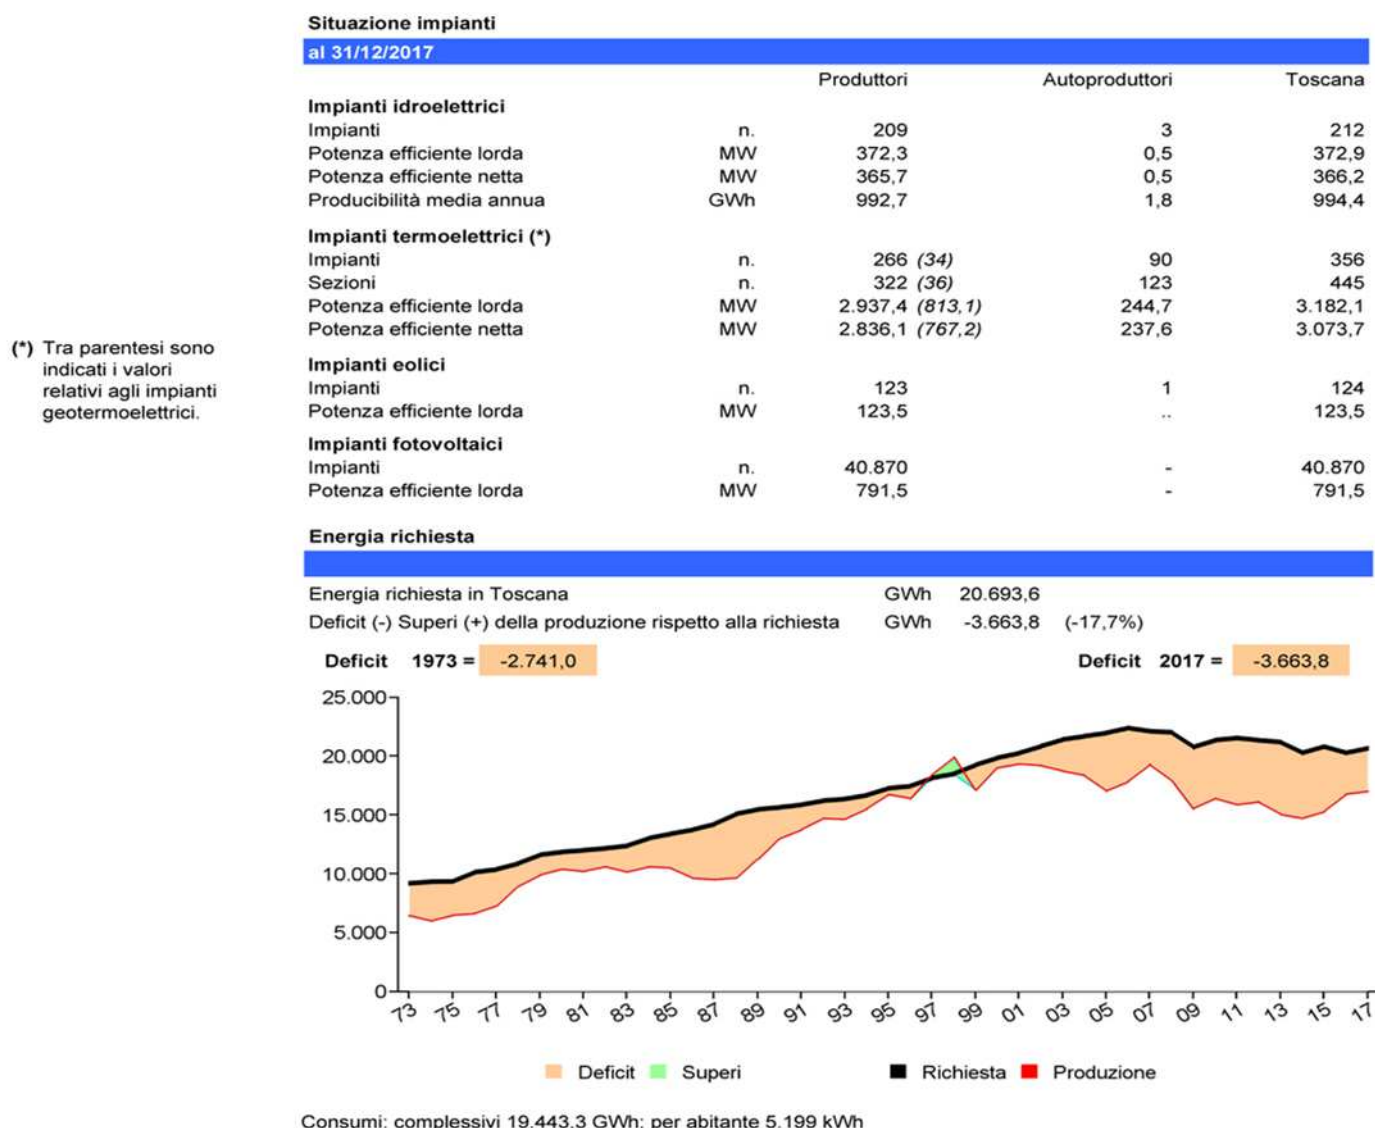 Situazione impianti
al 31/12/2017
Produttori Autoproduttori Toscana
Impianti idroelettrici
Impianti n. 209 3 212
Potenza efficiente lorda MW 372,3 0,5 372,9
Potenza efficiente netta MW 365,7 0,5 366,2
Producibilità media annua GWh 992,7 1,8 994,4
Impianti termoelettrici (*)
Impianti n. 266 (34) 90 356
Sezioni n. 322 (36) 123 445
Potenza efficiente lorda MW 2.937,4 (813,1) 244,7 3.182,1
Potenza efficiente netta MW 2.836,1 (767,2) 237,6 3.073,7
(*) Tra parentesi sono
indicati i valori
relativi agli impianti
geotermoelettrici.
Impianti eolici
Impianti n. 123 1 124
Potenza efficiente lorda MW 123,5 .. 123,5
Impianti fotovoltaici
Impianti n. 40.870 - 40.870
Potenza efficiente lorda MW 791,5 - 791,5
Energia richiesta
Energia richiesta in Toscana GWh 20.693,6
Deficit (-) Superi (+) della produzione rispetto alla richiesta GWh -3.663,8 (-17,7%)
Deficit 1973 = -2.741,0 Deficit 2017 = -3.663,8
25.000
20.000
15.000
10.000
5.000
0
73 75 77 79 81 83 85 87 89 91 93 95 97 99 01 03 05 07 09 11 13 15 17
Deficit Superi Richiesta Produzione
Consumi: complessivi 19.443,3 GWh; per abitante 5.199 kWh